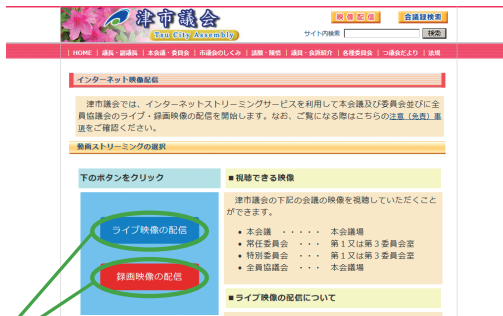 津市議会
Tsu City Assembly
映像配信
会議録検索
サイト内検索
検索
| HOME | 議長・副議長 | 本会議・委員会 | 市議会のしくみ | 請願・陳情 | 議員・会派紹介 | 各種委員会 | つ議会だより | 法規
インターネット映像配信
津市議会では、インターネットストリーミングサービスを利用して本会議及び委員会並びに全
員協議会のライブ・録画映像の配信を開始します。なお、ご覧になる際はこちらの注意(免責)事
項をご確認ください。
動画ストリーミングの選択
下のボタンをクリック
ライブ映像の配信
録画映像の配信
■視聴できる映像
津市議会の下記の会議の映像を視聴していただくこと
ができます。
• 本会議 ・・・・・ 本会議場
• 常任委員会 ・・・ 第1又は第3委員会室
• 特別委員会 ・・・ 第1又は第3委員会室
• 全員協議会 ・・・ 本会議場
■ライブ映像の配信について